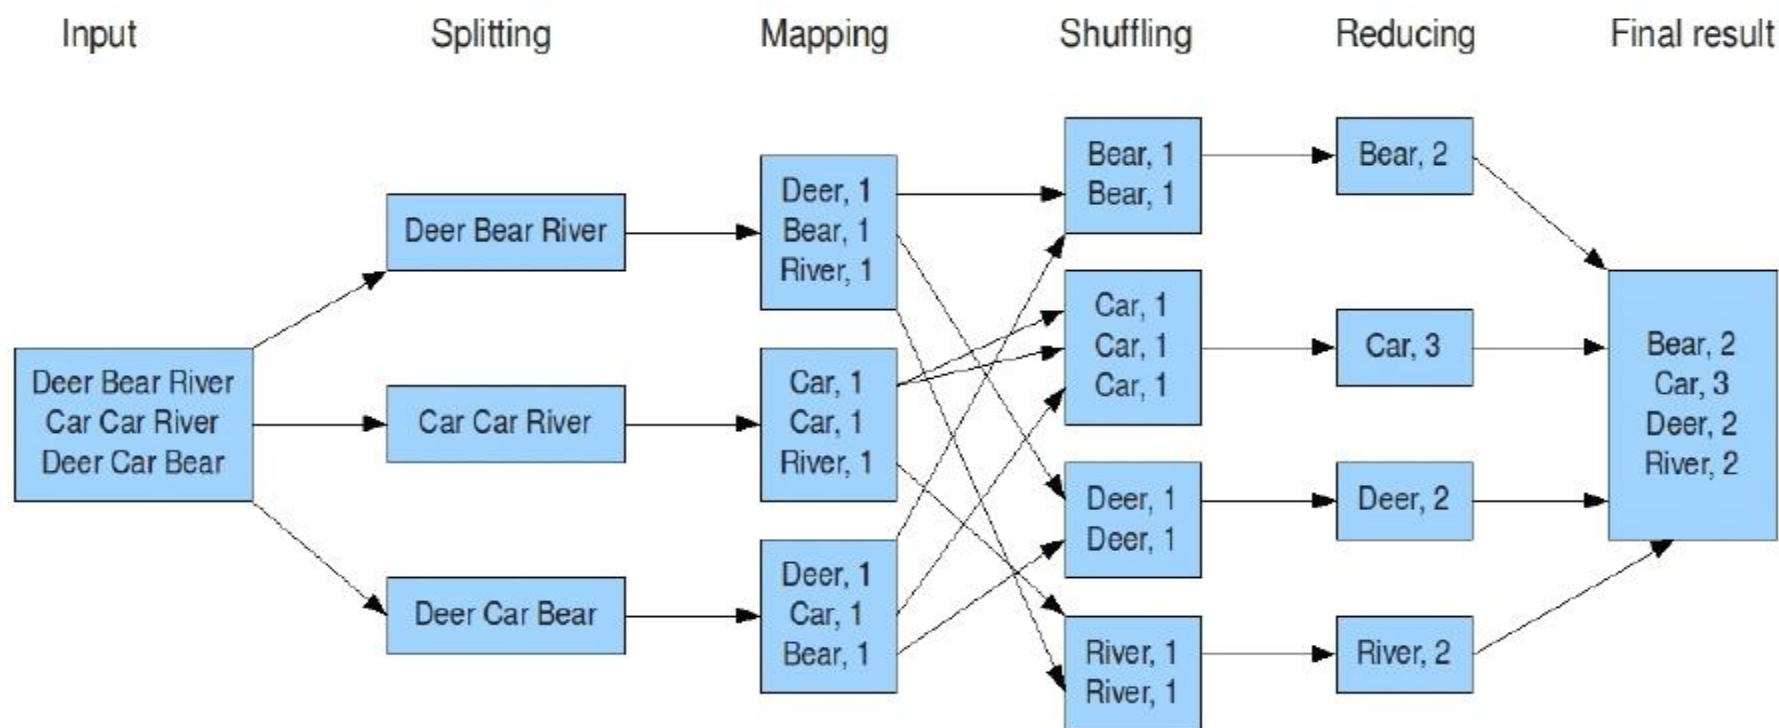 Input
Splitting
Mapping
Shuffling
Reducing
Final result
Deer Bear River
Car Car River
Deer Car Bear
Deer Bear River
Car Car River
Deer Car Bear
Deer, 1
Bear, 1
River, 1
Car, 1
Car, 1
River, 1
Deer, 1
Car, 1
Bear, 1
Bear, 1
Bear, 1
Car, 1
Car, 1
Car, 1
Deer, 1
Deer, 1
River, 1
River, 1
Bear, 2
Car, 3
Deer, 2
River, 2
Bear, 2
Car, 3
Deer, 2
River, 2